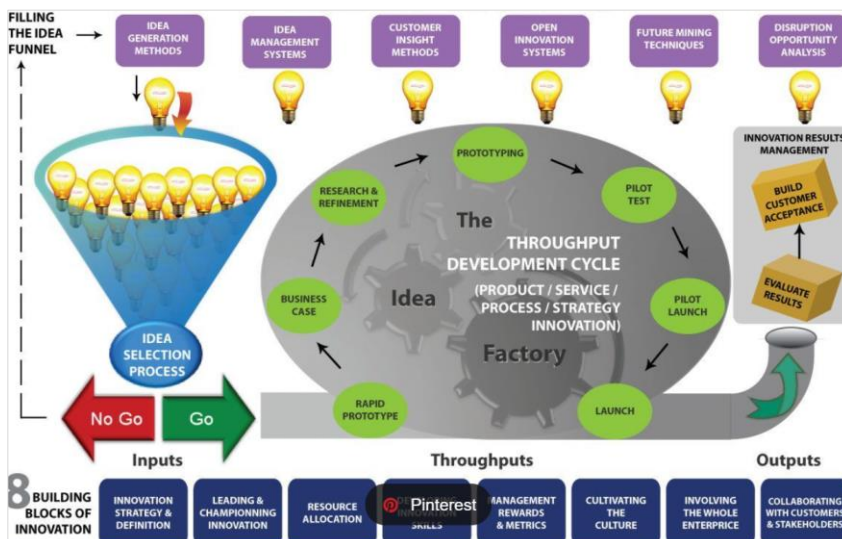 FILLING
THE IDEA
FUNNEL
IDEA
GENERATION
METHODS
IDEA
MANAGEMENT
SYSTEMS
CUSTOMER
INSIGHT
METHODS
OPEN
INNOVATION
SYSTEMS
FUTURE MINING
TECHNIQUES
DISRUPTION
OPPORTUNITY
ANALYSIS
INNOVATION RESULTS
MANAGEMENT
BUILD
CUSTOMER
ACCEPTANCE
EVALUATE
RESULTS
PROTOTYPING
RESEARCH &
REFINEMENT
PILOT
TEST
The
THROUGHPUT
DEVELOPMENT CYCLE
(PRODUCT / SERVICE /
PROCESS / STRATEGY
INNOVATION)
Idea
BUSINESS
CASE
PILOT
LAUNCH
Factory
RAPID
PROTOTYPE
LAUNCH
IDEA
SELECTION
PROCESS
No Go
Go
Inputs
Throughputs
Outputs
8 BUILDING
BLOCKS OF
INNOVATION
INNOVATION
STRATEGY &
DEFINITION
LEADING &
CHAMPIONNING
INNOVATION
RESOURCE
ALLOCATION
SKILLS
Pinterest
MANAGEMENT
REWARDS
& METRICS
CULTIVATING
THE
CULTURE
INVOLVING
THE WHOLE
ENTERPRICE
COLLABORATING
WITH CUSTOMERS
& STAKEHOLDERS